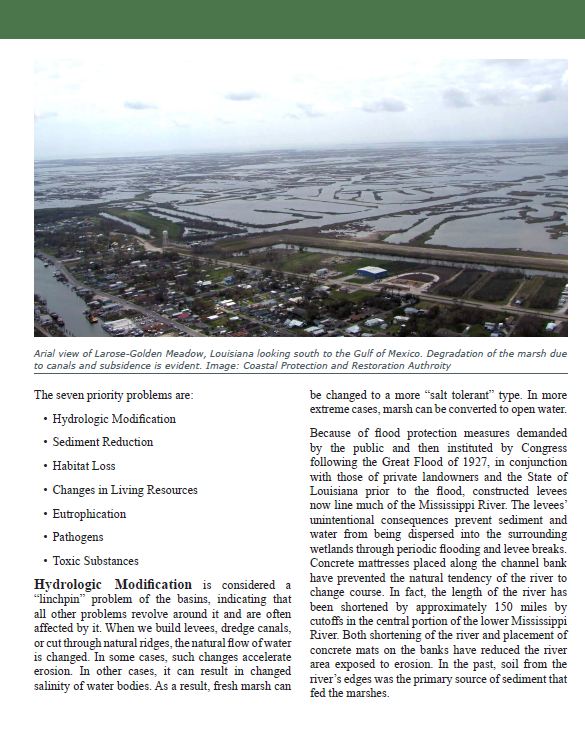 Arial view of Larose-Golden Meadow, Louisiana looking south to the Gulf of Mexico. Degradation of the marsh due
to canals and subsidence is evident. Image: Coastal Protection and Restoration Authroity
The seven priority problems are:
• Hydrologic Modification
• Sediment Reduction
• Habitat Loss
• Changes in Living Resources
• Eutrophication
• Pathogens
• Toxic Substances
Hydrologic Modification is considered a
“linchpin” problem of the basins, indicating that
all other problems revolve around it and are often
affected by it. When we build levees, dredge canals,
or cut through natural ridges, the natural flow of water
is changed. In some cases, such changes accelerate
erosion. In other cases, it can result in changed
salinity of water bodies. As a result, fresh marsh can
be changed to a more “salt tolerant” type. In more
extreme cases, marsh can be converted to open water.
Because of flood protection measures demanded
by the public and then instituted by Congress
following the Great Flood of 1927, in conjunction
with those of private landowners and the State of
Louisiana prior to the flood, constructed levees
now line much of the Mississippi River. The levees’
unintentional consequences prevent sediment and
water from being dispersed into the surrounding
wetlands through periodic flooding and levee breaks.
Concrete mattresses placed along the channel bank
have prevented the natural tendency of the river to
change course. In fact, the length of the river has
been shortened by approximately 150 miles by
cutoffs in the central portion of the lower Mississippi
River. Both shortening of the river and placement of
concrete mats on the banks have reduced the river
area exposed to erosion. In the past, soil from the
river’s edges was the primary source of sediment that
fed the marshes.